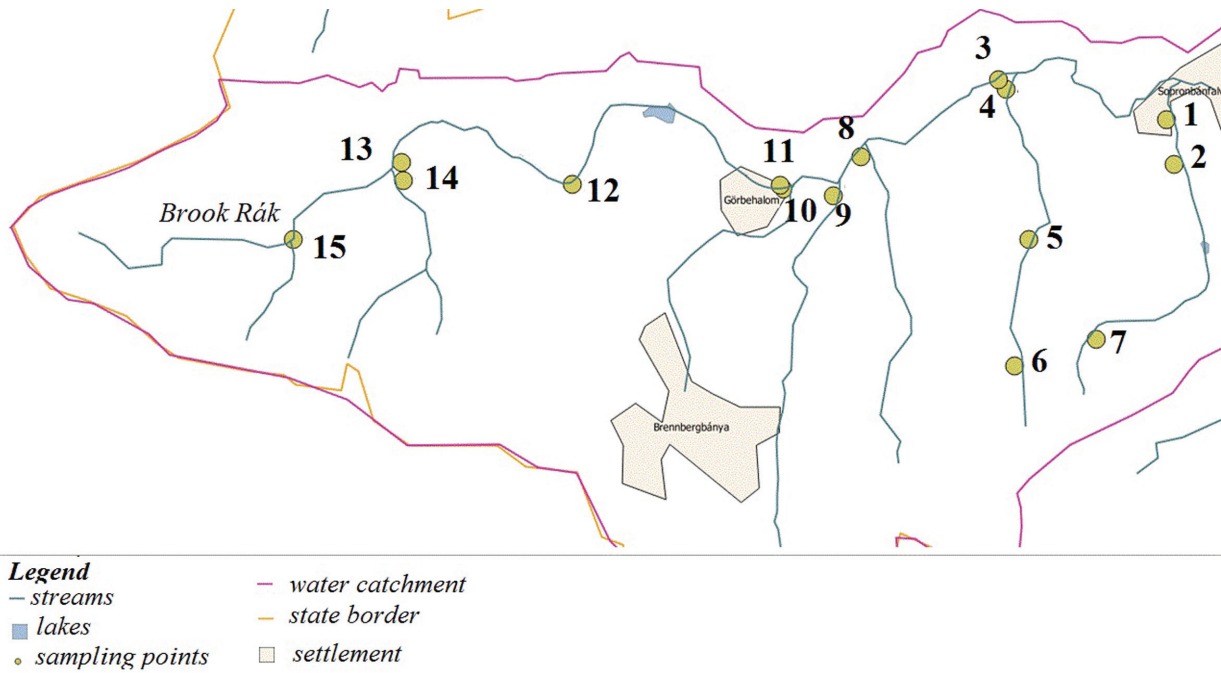 3
4
Sopronbánfalv
1
2
8
13
14
11
12
Görbehalom
10
9
Brook Rák
15
5
7
6
Brennbergbánya
Legend
streams
lakes
sampling points
water catchment
state border
settlement